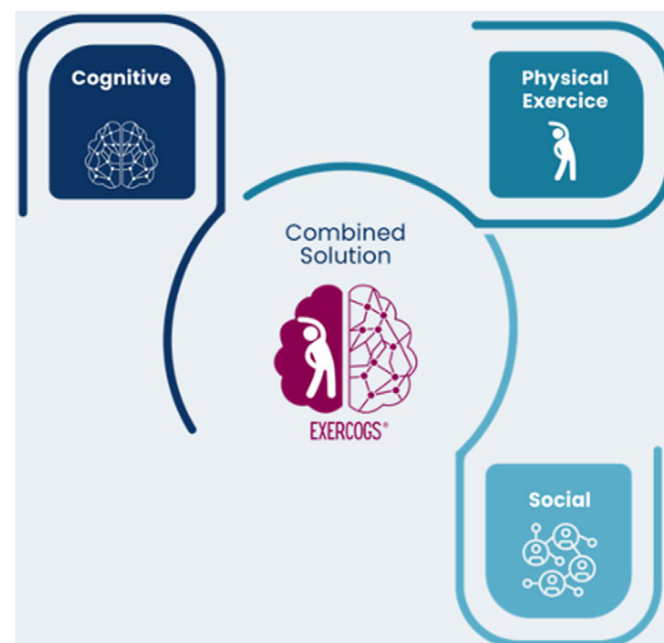 Cognitive
Physical
Exercice
Combined
Solution
EXERCOGS®
Social